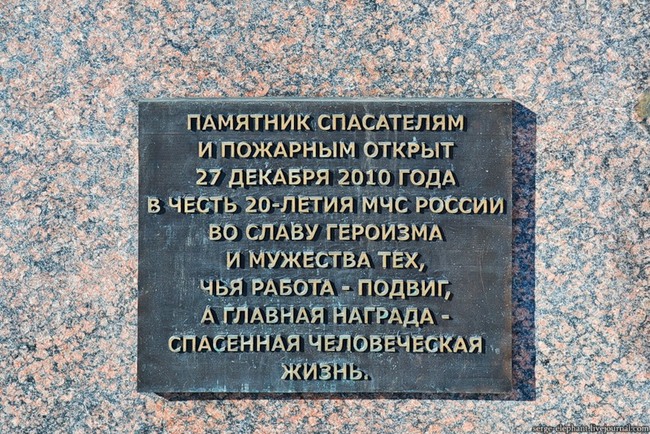 ПАМЯТНИК СПАСАТЕЛЯМ
И ПОЖАРНЫМ ОТКРЫТ
27 ДЕКАБРЯ 2010 ГОДА
В ЧЕСТЬ 20-ЛЕТИЯ МЧС РОССИИ
ВО СЛАВУ ГЕРОИЗМА
И МУЖЕСТВА ТЕХ,
ЧЬЯ РАБОТА - ПОДВИГ,
А ГЛАВНАЯ НАГРАДА -
СПАСЕННАЯ ЧЕЛОВЕЧЕСКАЯ
ЖИЗНЬ.
serge-elephant.livejournal.com